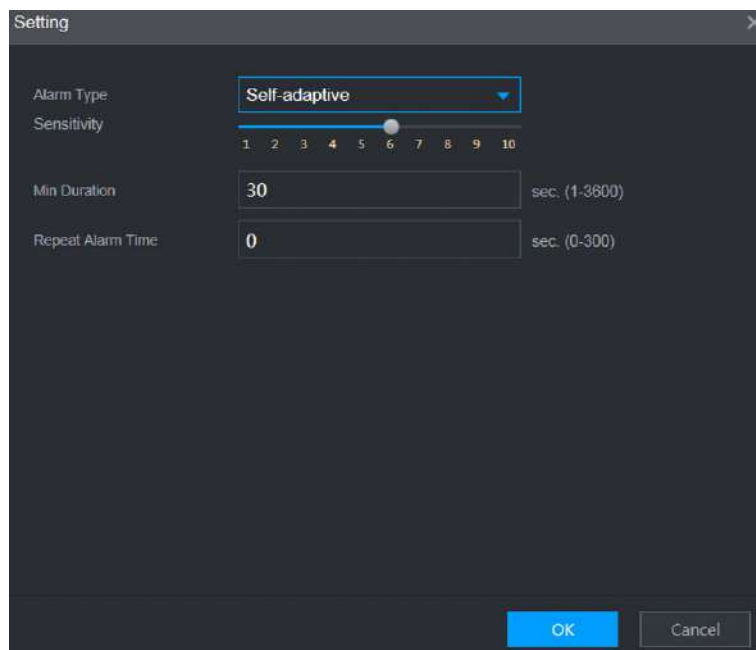 Setting
Alarm Type Self-adaptive
Sensitivity
1 2 3 4 5 6 7 8 9 10
Min Duration 30 sec. (1-3600)
Repeat Alarm Time 0 sec. (0-300)
OK Cancel